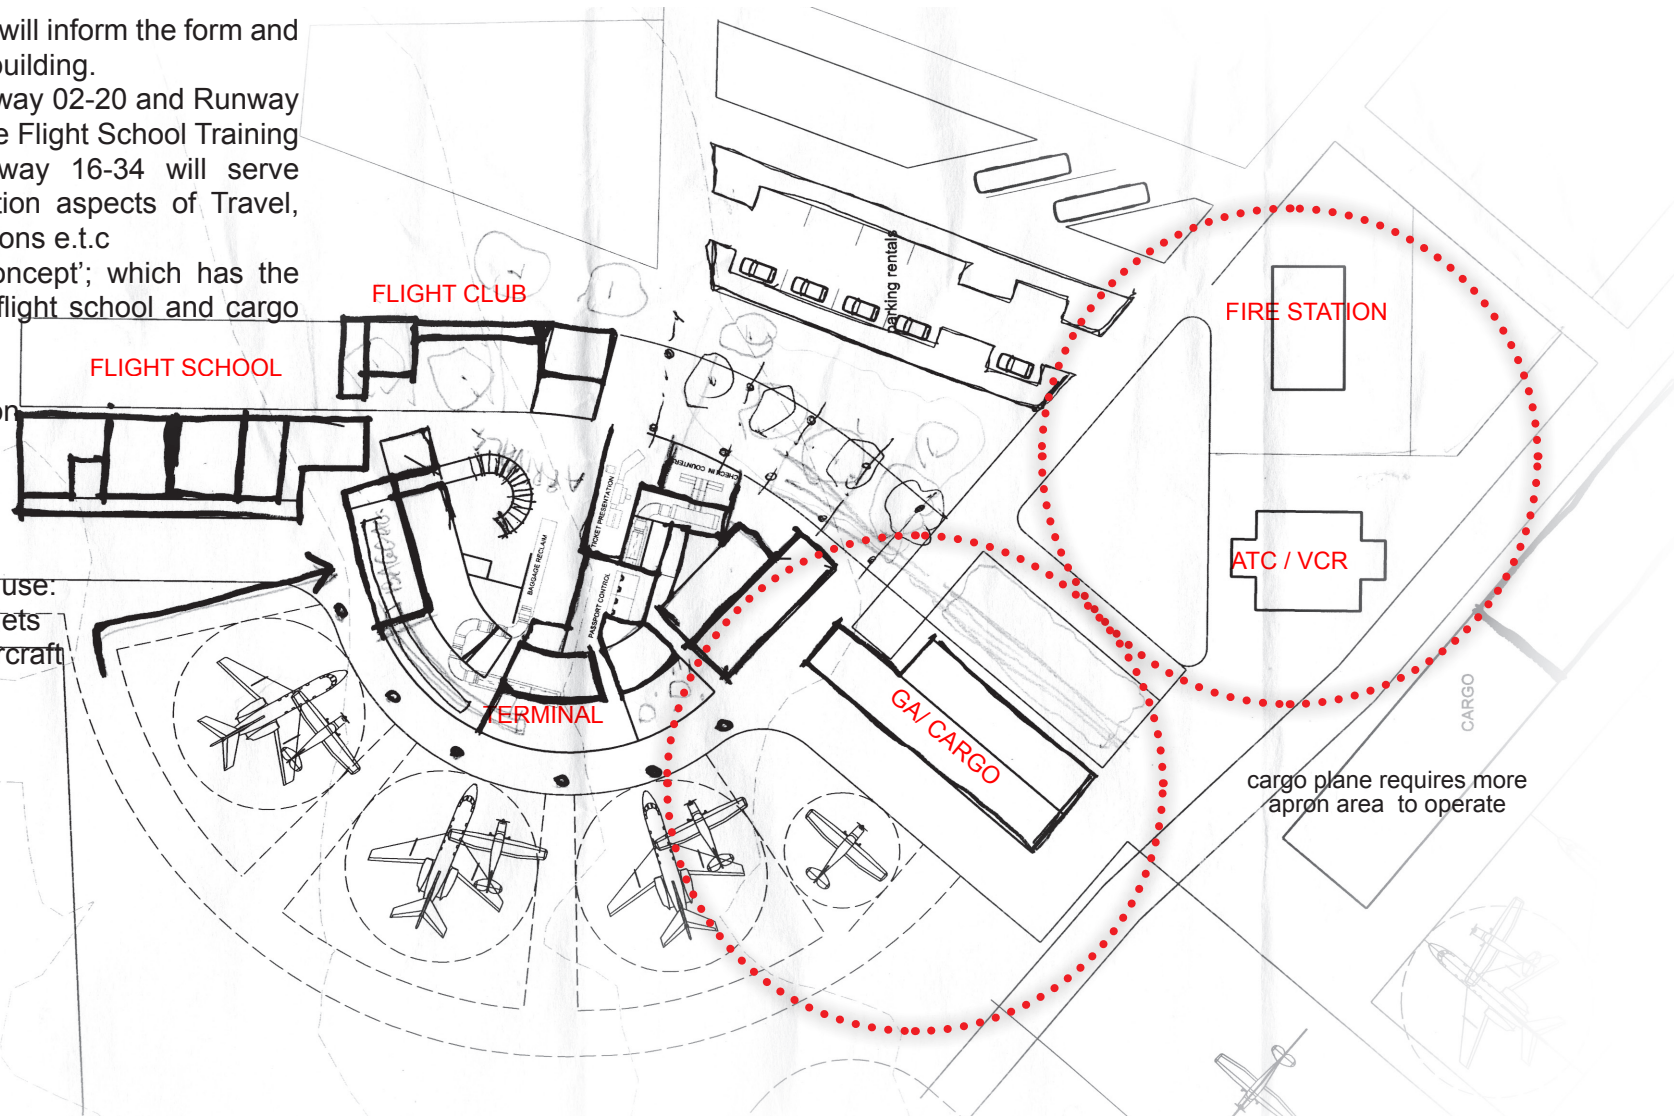 will inform the form and
building.
way 02-20 and Runway
e Flight School Training
way 16-34 will serve
tion aspects of Travel,
ons e.t.c
oncept’; which has the
flight school and cargo
on
use:
ets
rcraft
FLIGHT CLUB
FLIGHT SCHOOL
parking rentals
FIRE STATION
ATC / VCR
CHECK IN COUNTERS
TICKET PRESENTATION
BAGGAGE RECLAIM
PASSPORT CONTROL
TERMINAL
GA/ CARGO
CARGO
cargo plane requires more
apron area to operate